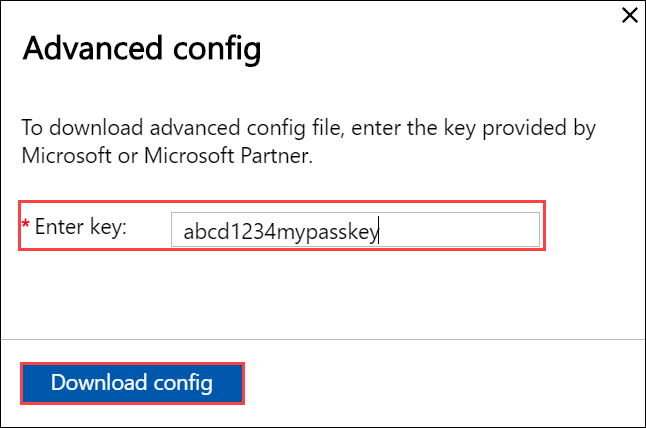 Advanced config
To download advanced config file, enter the key provided by
Microsoft or Microsoft Partner.
* Enter key: abcd1234mypasskey
Download config